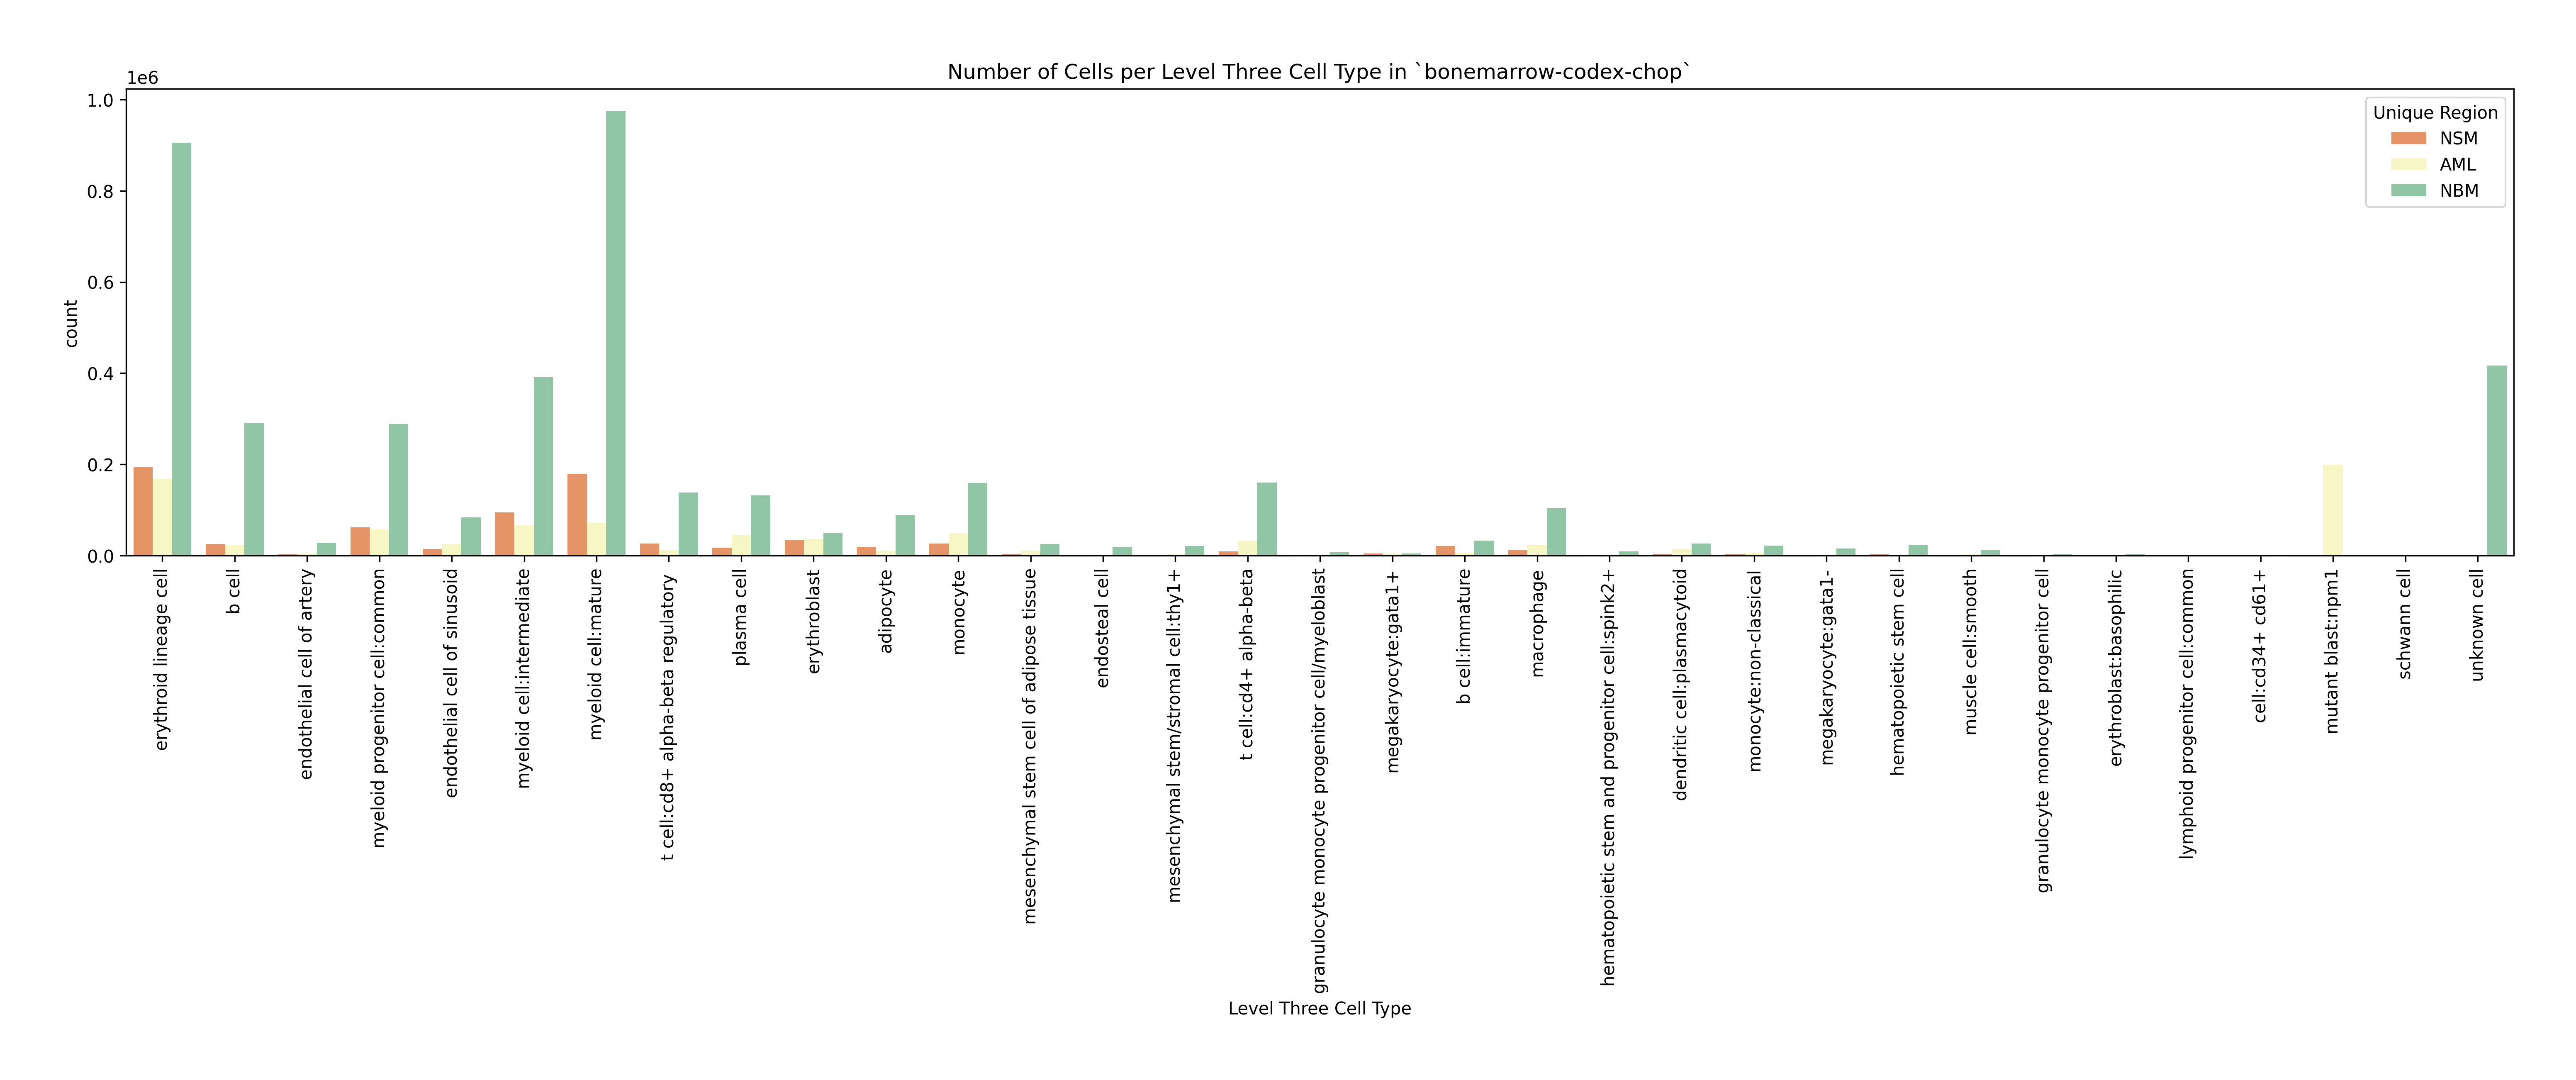 Number of Cells per Level Three Cell Type in `bonemarrow-codex-chop`
1e6
1.0
0.8
0.6
0.4
0.2
0.0
count
Unique Region
NSM
AML
NBM
erythroid lineage cell
b cell
endothelial cell of artery
myeloid progenitor cell:common
endothelial cell of sinusoid
myeloid cell:intermediate
myeloid cell:mature
t cell:cd8+ alpha-beta regulatory
plasma cell
erythroblast
adipocyte
monocyte
mesenchymal stem cell of adipose tissue
endosteal cell
mesenchymal stem/stromal cell:thy1+
t cell:cd4+ alpha-beta
granulocyte monocyte progenitor cell/myeloblast
megakaryocyte:gata1+
b cell:immature
macrophage
hematopoietic stem and progenitor cell:spink2+
dendritic cell:plasmacytoid
monocyte:non-classical
megakaryocyte:gata1-
hematopoietic stem cell
muscle cell:smooth
granulocyte monocyte progenitor cell
erythroblast:basophilic
lymphoid progenitor cell:common
cell:cd34+ cd61+
mutant blast:npm1
schwann cell
unknown cell
Level Three Cell Type